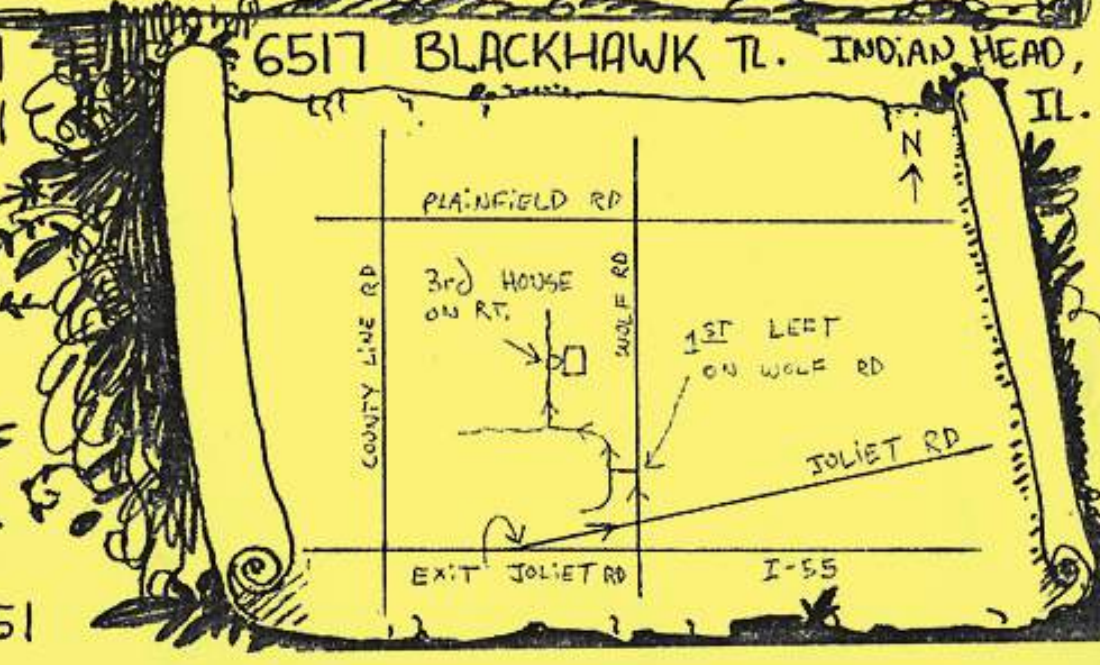 6517 BLACKHAWK TL. INDIAN HEAD,
IL.
N
PLAINFIELD RD
COUNTY LINE RD
3rd HOUSE
ON RT.
WOLF RD
1ST LEFT
ON WOLF RD
JOLIET RD
EXIT JOLIET RD
I-55
51